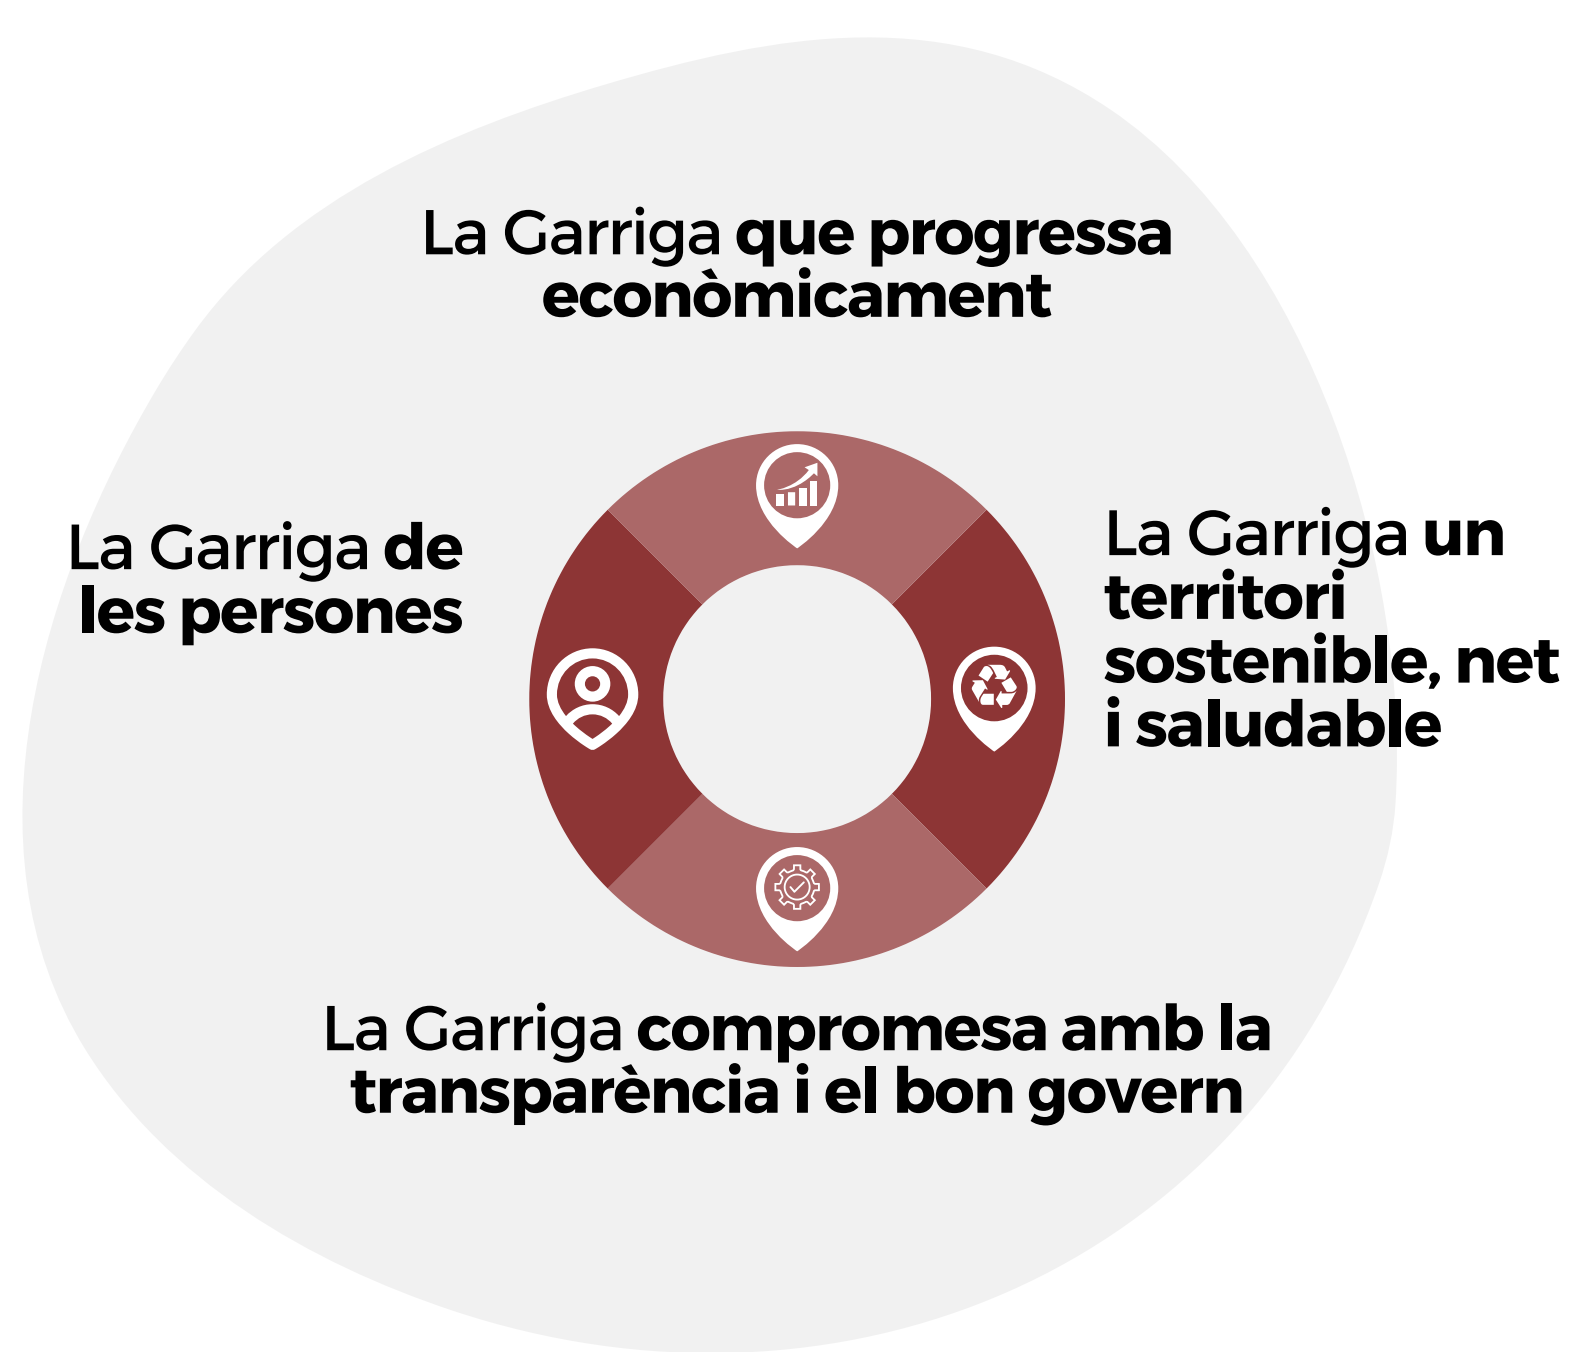 La Garriga que progressa
econòmicament
La Garriga de
les persones
La Garriga un
territori
sostenible, net
i saludable
La Garriga compromesa amb la
transparència i el bon govern